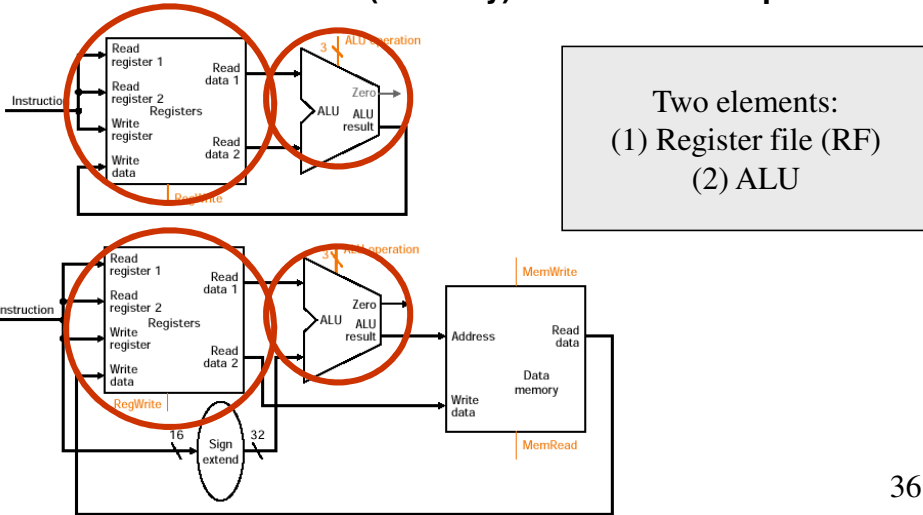 Read
register 1
Read
register 2
Registers
Write
register
Write
data
Instructio
Read
data 1
Read
data 2
RegWrite
3
ALU operation
Zero
ALU
ALU
result
Two elements:
(1) Register file (RF)
(2) ALU
Read
register 1
Read
register 2
Registers
Write
register
Write
data
nstruction
Read
data 1
Read
data 2
RegWrite
16
Sign
extend
32
3
operation
Zero
ALU
ALU
result
MemWrite
Address
Read
data
Data
memory
Write
data
MemRead
36